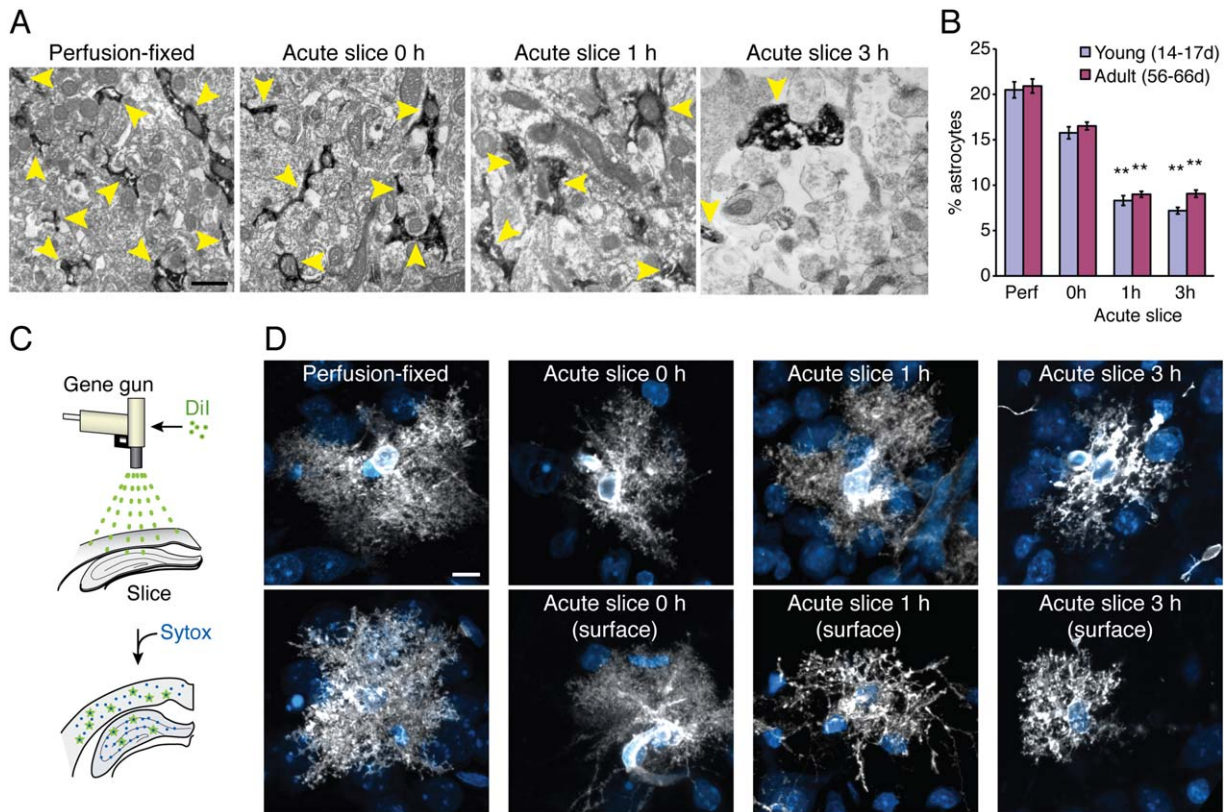 A
Perfusion-fixed
Acute slice 0 h
Acute slice 1 h
Acute slice 3 h
B
25
20
15
10
5
0
% astrocytes
Young (14-17d)
Adult (56-66d)
** **
** **
Perf
0h
1h
3h
Acute slice
C
Gene gun
DiI
Slice
Sytox
D
Perfusion-fixed
Acute slice 0 h
Acute slice 1 h
Acute slice 3 h
Acute slice 0 h
(surface)
Acute slice 1 h
(surface)
Acute slice 3 h
(surface)